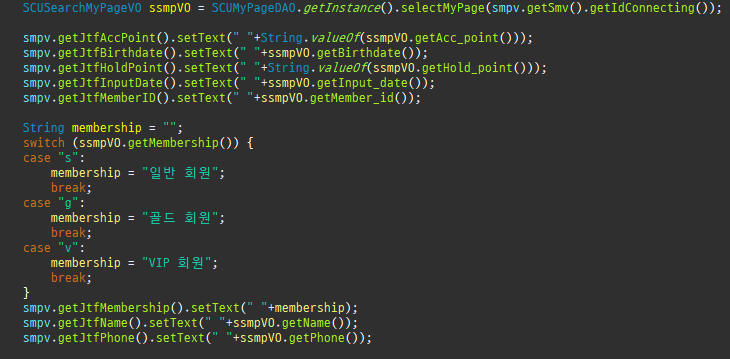 SCUSearchMyPageVO ssmpVO = SCUMyPageDAO.getInstance().selectMyPage(smpv.getSmv().getIdConnecting());
smpv.getJtfAccPoint().setText(" "+String.valueOf(ssmpVO.getAcc_point()));
smpv.getJtfBirthdate().setText(" "+ssmpVO.getBirthdate());
smpv.getJtfHoldPoint().setText(" "+String.valueOf(ssmpVO.getHold_point()));
smpv.getJtfInputDate().setText(" "+ssmpVO.getInput_date());
smpv.getJtfMemberID().setText(" "+ssmpVO.getMember_id());
String membership = "";
switch (ssmpVO.getMembership()) {
case "s":
membership = "일반 회원";
break;
case "g":
membership = "골드 회원";
break;
case "v":
membership = "VIP 회원";
break;
}
smpv.getJtfMembership().setText(" "+membership);
smpv.getJtfName().setText(" "+ssmpVO.getName());
smpv.getJtfPhone().setText(" "+ssmpVO.getPhone());